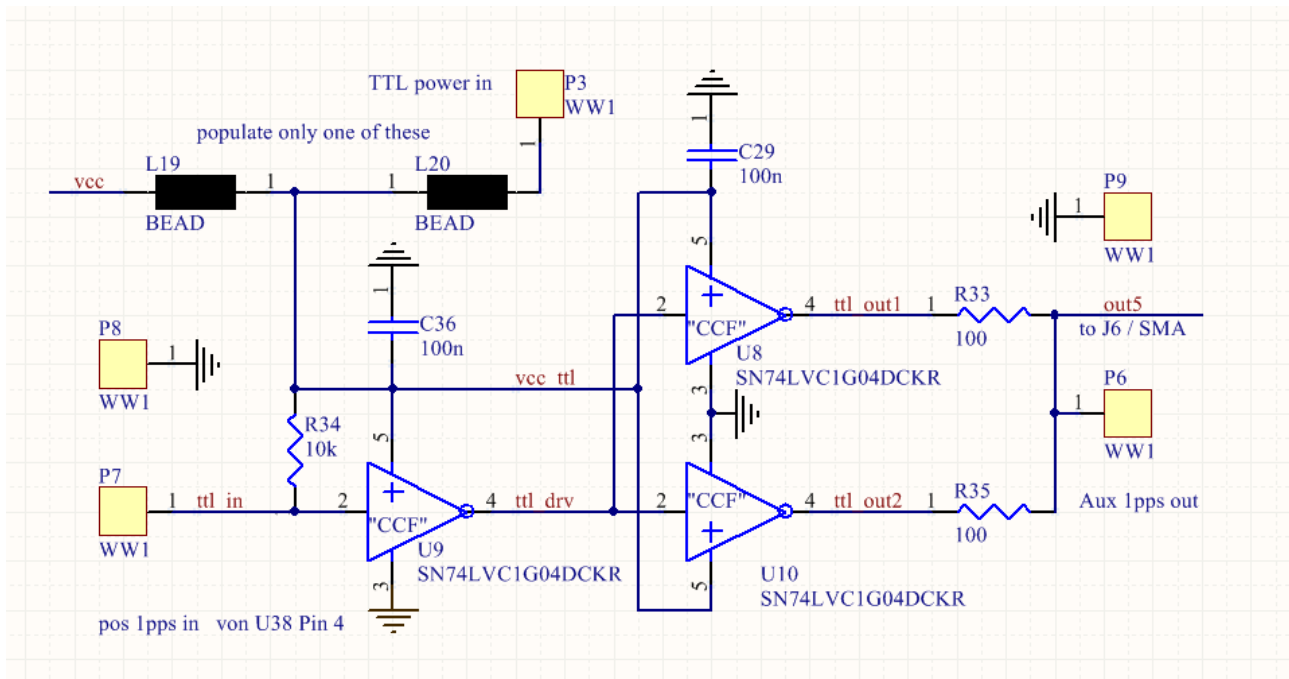 TTL power in
P3
WW1
1
populate only one of these
L19
vcc
1
BEAD
L20
1
BEAD
1
C29
100n
P9
1
WW1
5
1
C36
100n
P8
1
WW1
2
"CCF"
4
ttl_out1
1
R33
100
out5
to J6 / SMA
U8
SN74LVC1G04DCKR
3
vcc_ttl
P6
1
WW1
R34
10k
5
3
P7
1
ttl_in
WW1
2
"CCF"
4
ttl_drv
U9
SN74LVC1G04DCKR
3
2
"CCF"
4
ttl_out2
1
R35
100
Aux 1pps out
5
U10
SN74LVC1G04DCKR
pos 1pps in von U38 Pin 4